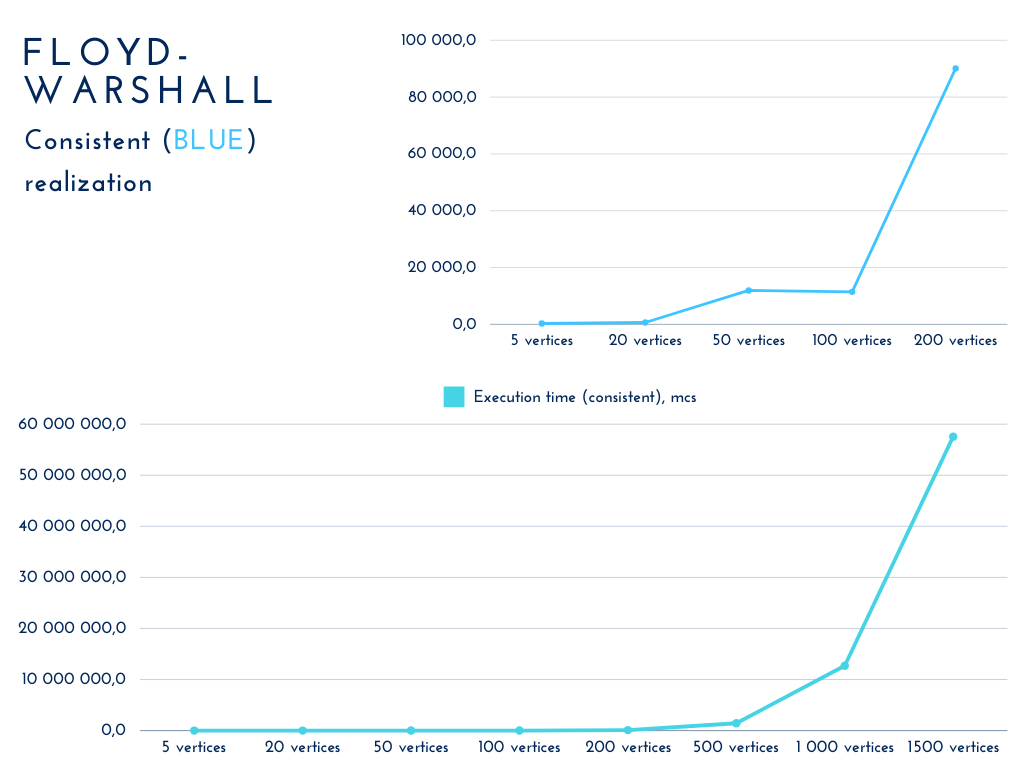 FLOYD-
WARSHALL
Consistent (BLUE)
realization
100 000,0
80 000,0
60 000,0
40 000,0
20 000,0
0,0
5 vertices 20 vertices 50 vertices 100 vertices 200 vertices
Execution time (consistent), mcs
60 000 000,0
50 000 000,0
40 000 000,0
30 000 000,0
20 000 000,0
10 000 000,0
0,0
5 vertices 20 vertices 50 vertices 100 vertices 200 vertices 500 vertices 1 000 vertices 1500 vertices